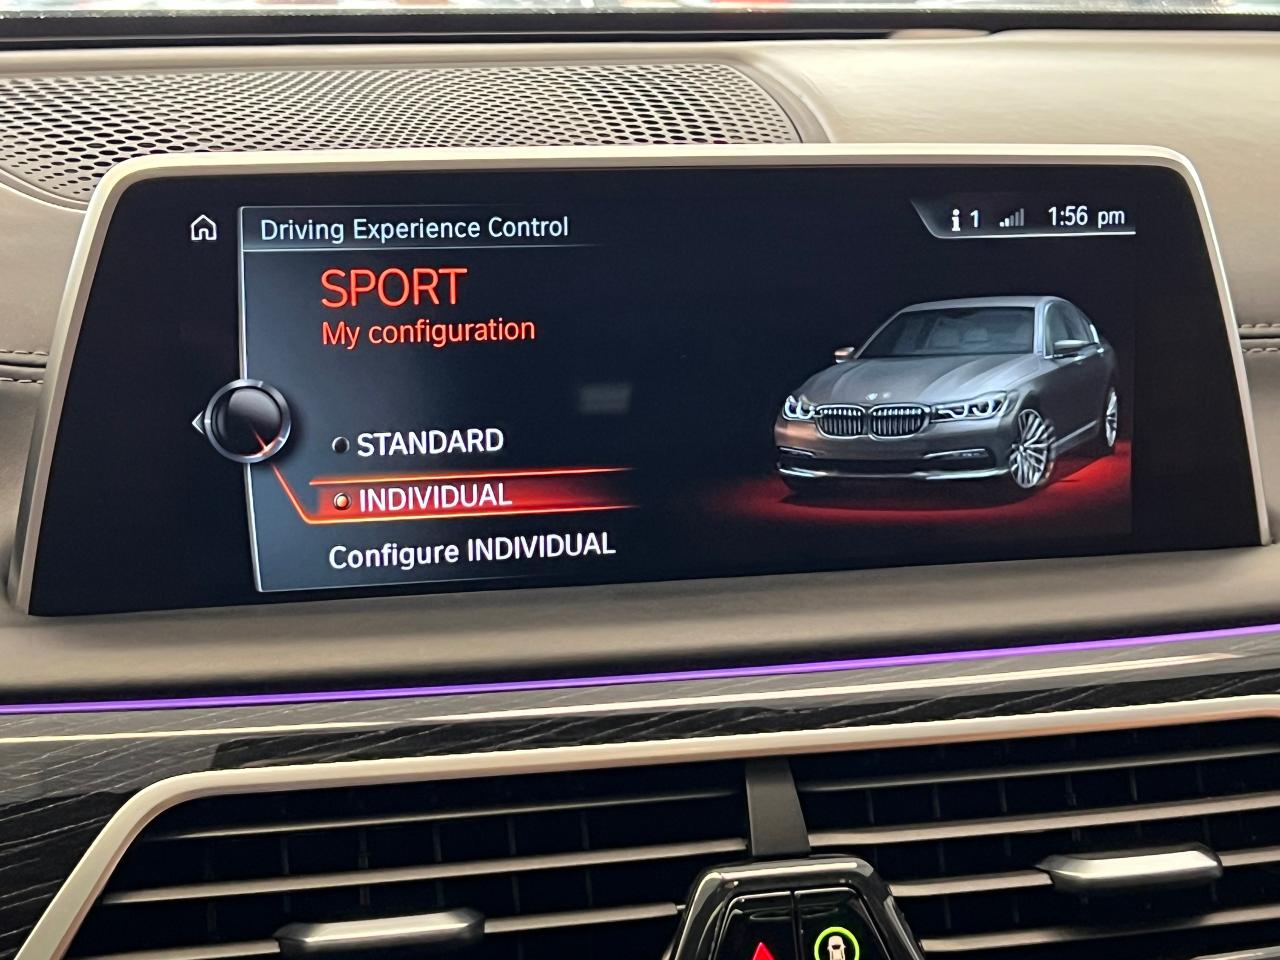 Driving Experience Control
i 1 1:56 pm
SPORT
My configuration
STANDARD
INDIVIDUAL
Configure INDIVIDUAL